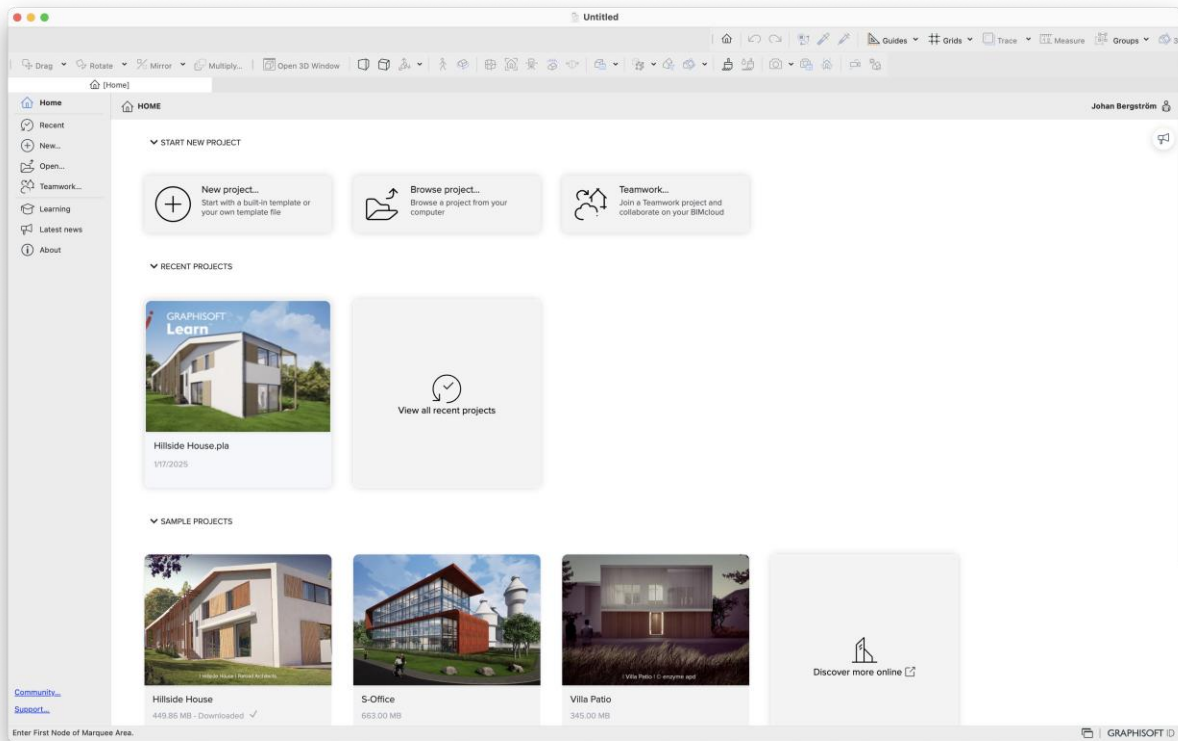 Untitled
Guides
Grids
Trace
Measure
Groups
3
Drag
Rotate
Mirror
Multiply...
Open 3D Window
[Home]
Home
HOME
Johan Bergström
Recent
New...
Open...
Teamwork...
Learning
Latest news
About
START NEW PROJECT
New project...
Start with a built-in template or
your own template file
Browse project...
Browse a project from your
computer
Teamwork...
Join a Teamwork project and
collaborate on your BIMcloud
RECENT PROJECTS
GRAPHISOFT
Learn
Hillside House.pla
1/17/2025
View all recent projects
SAMPLE PROJECTS
Hillside House
449.86 MB - Downloaded
S-Office
663.00 MB
| Villa Patio | © enzyme apd
Villa Patio
345.00 MB
Discover more online
Community...
Support...
Enter First Node of Marquee Area.
GRAPHISOFT ID